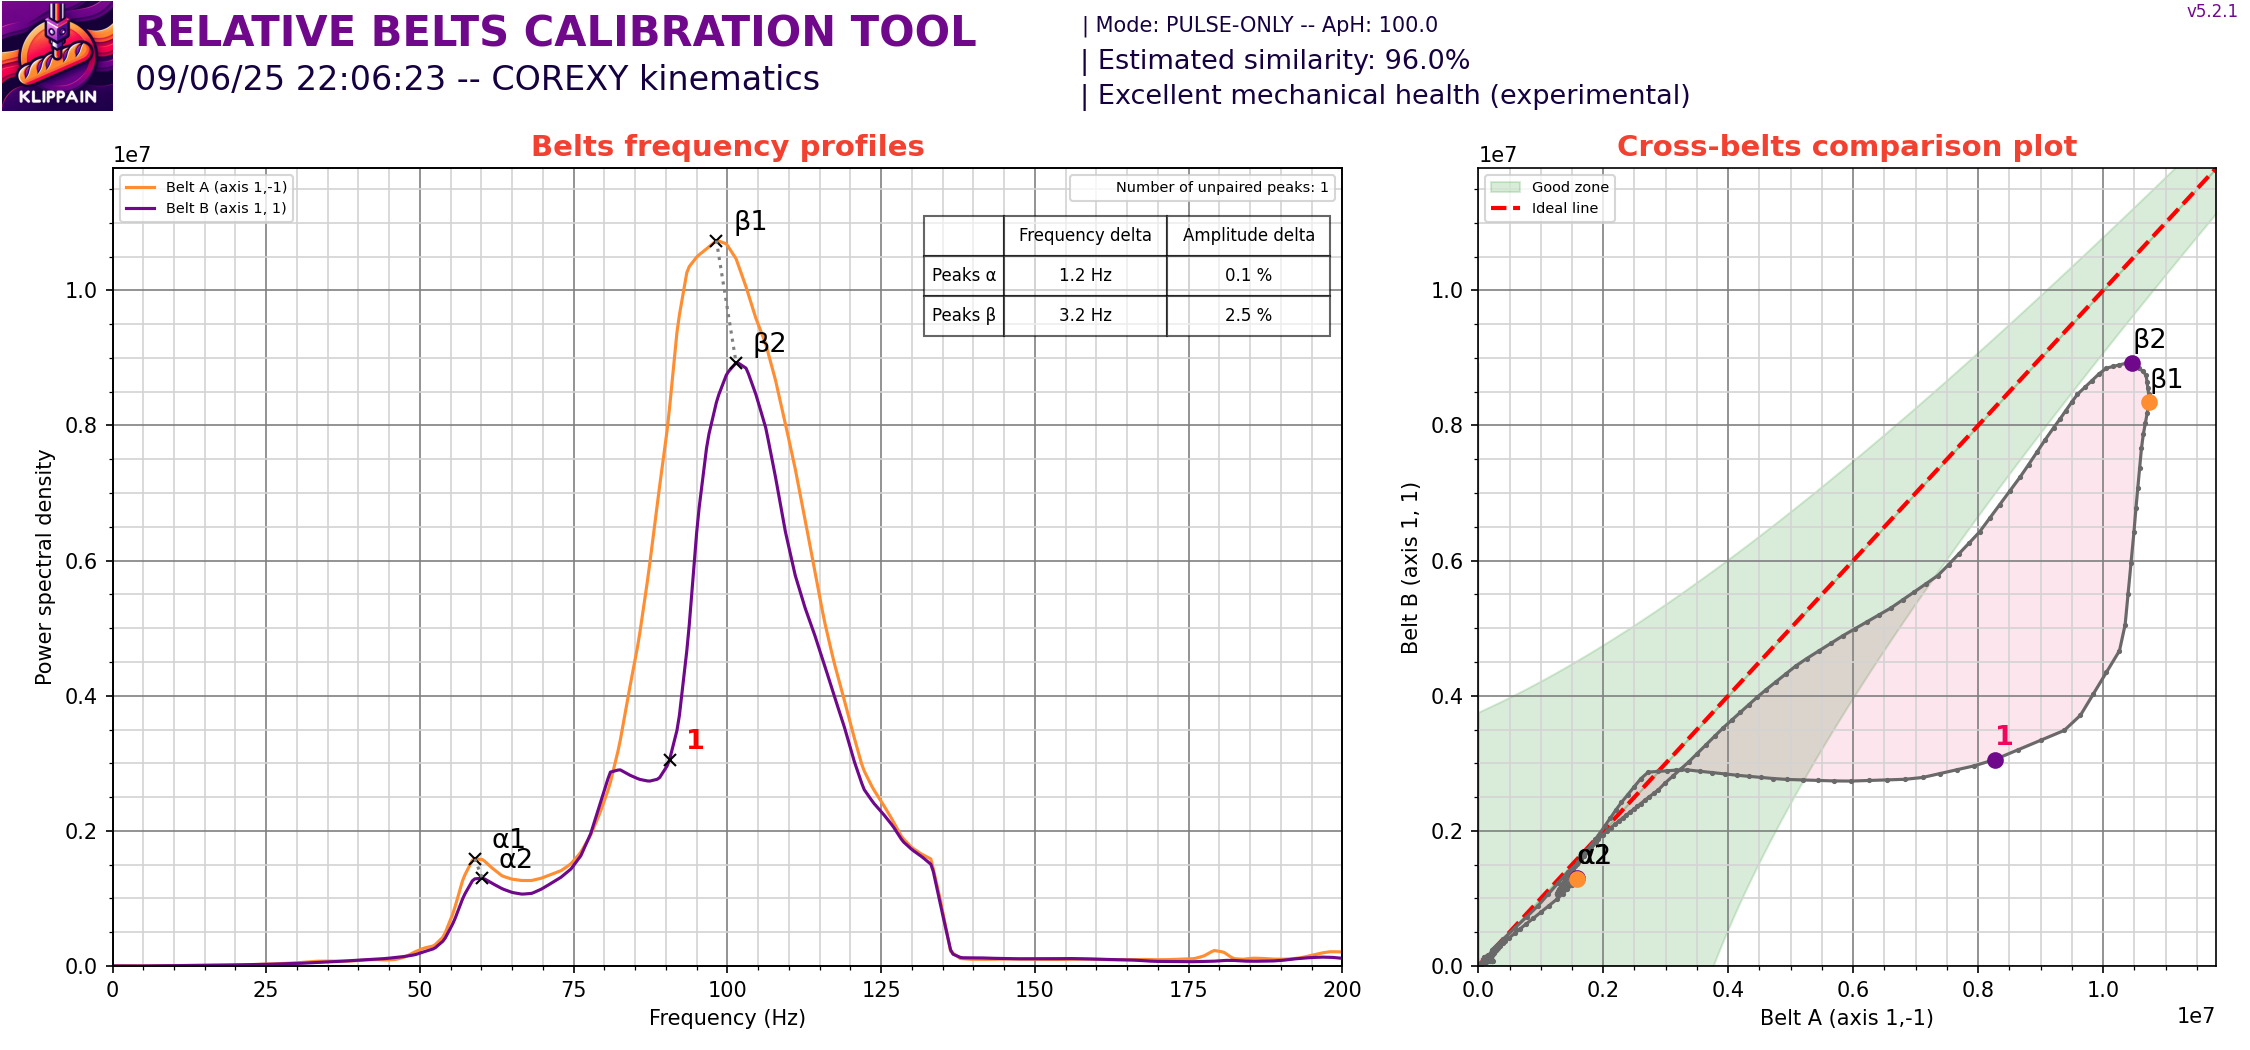 KLIPPAIN
RELATIVE BELTS CALIBRATION TOOL
09/06/25 22:06:23 -- COREXY kinematics
| Mode: PULSE-ONLY -- ApH: 100.0
| Estimated similarity: 96.0%
| Excellent mechanical health (experimental)
v5.2.1
Belts frequency profiles
1e7
Belt A (axis 1,-1)
Belt B (axis 1, 1)
Number of unpaired peaks: 1
Frequency delta Amplitude delta
Peaks α 1.2 Hz 0.1 %
Peaks β 3.2 Hz 2.5 %
β1
β2
1
α1
α2
Power spectral density
1.0
0.8
0.6
0.4
0.2
0.0
0 25 50 75 100 125 150 175 200
Frequency (Hz)
Cross-belts comparison plot
1e7
Good zone
Ideal line
β2
β1
1
α1
α2
Belt B (axis 1, 1)
1.0
0.8
0.6
0.4
0.2
0.0
0.0 0.2 0.4 0.6 0.8 1.0
Belt A (axis 1,-1)
1e7